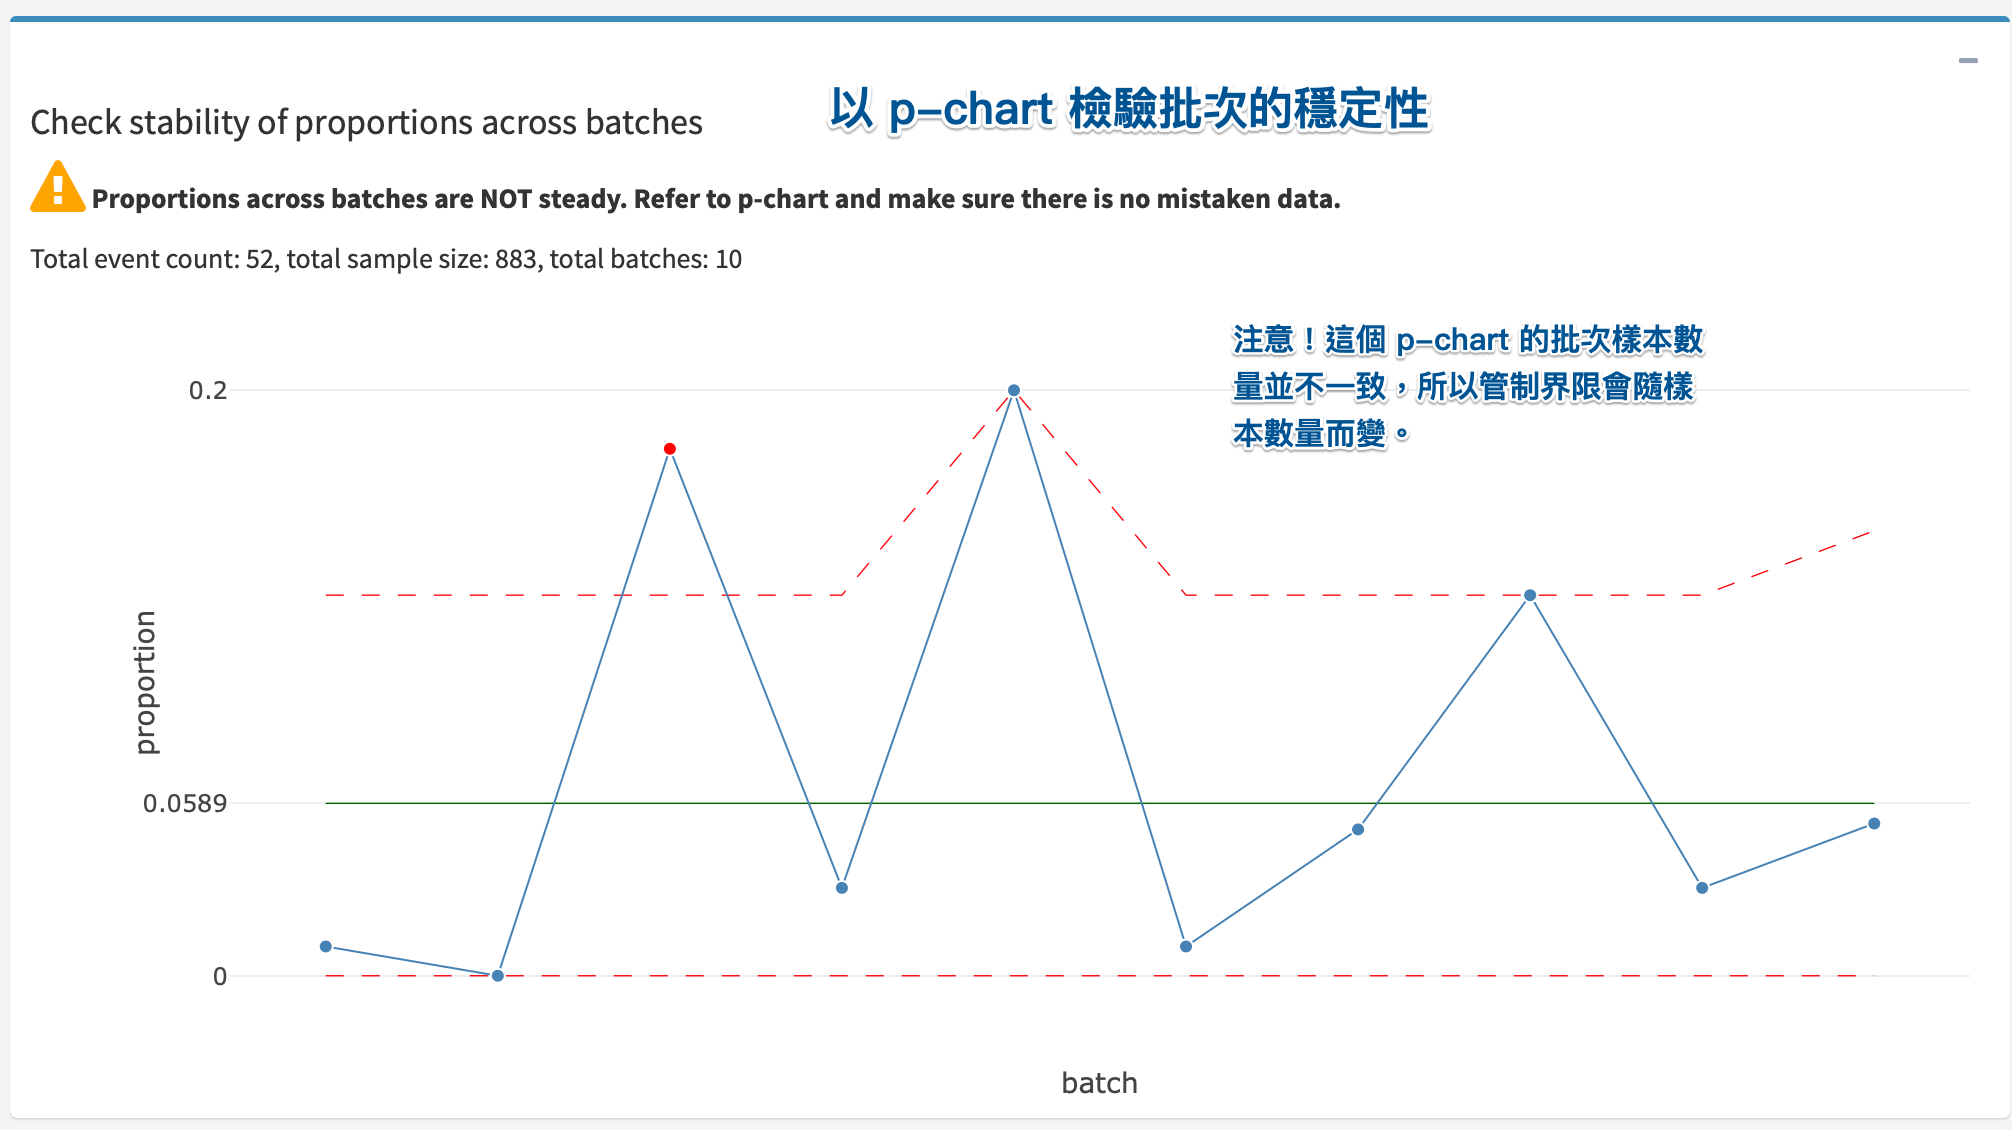 以 p-chart 檢驗批次的穩定性
Check stability of proportions across batches
Proportions across batches are NOT steady. Refer to p-chart and make sure there is no mistaken data.
Total event count: 52, total sample size: 883, total batches: 10
注意！這個 p-chart 的批次樣本數
量並不一致，所以管制界限會隨樣
本數量而變。
0.2
proportion
0.0589
0
batch